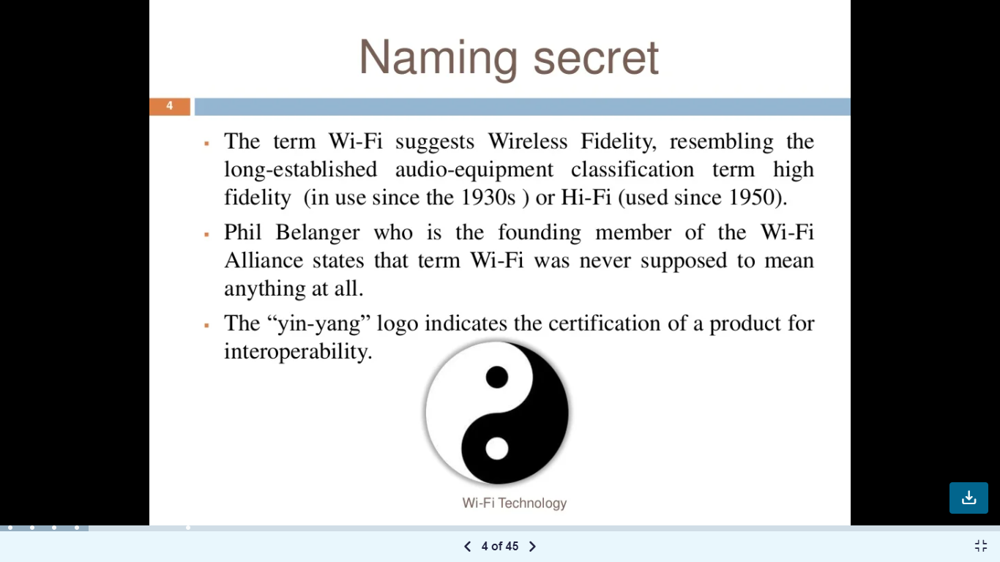 Naming secret
4
▪ The term Wi-Fi suggests Wireless Fidelity, resembling the
long-established audio-equipment classification term high
fidelity (in use since the 1930s ) or Hi-Fi (used since 1950).
▪ Phil Belanger who is the founding member of the Wi-Fi
Alliance states that term Wi-Fi was never supposed to mean
anything at all.
▪ The “yin-yang” logo indicates the certification of a product for
interoperability.
Wi-Fi Technology
4 of 45